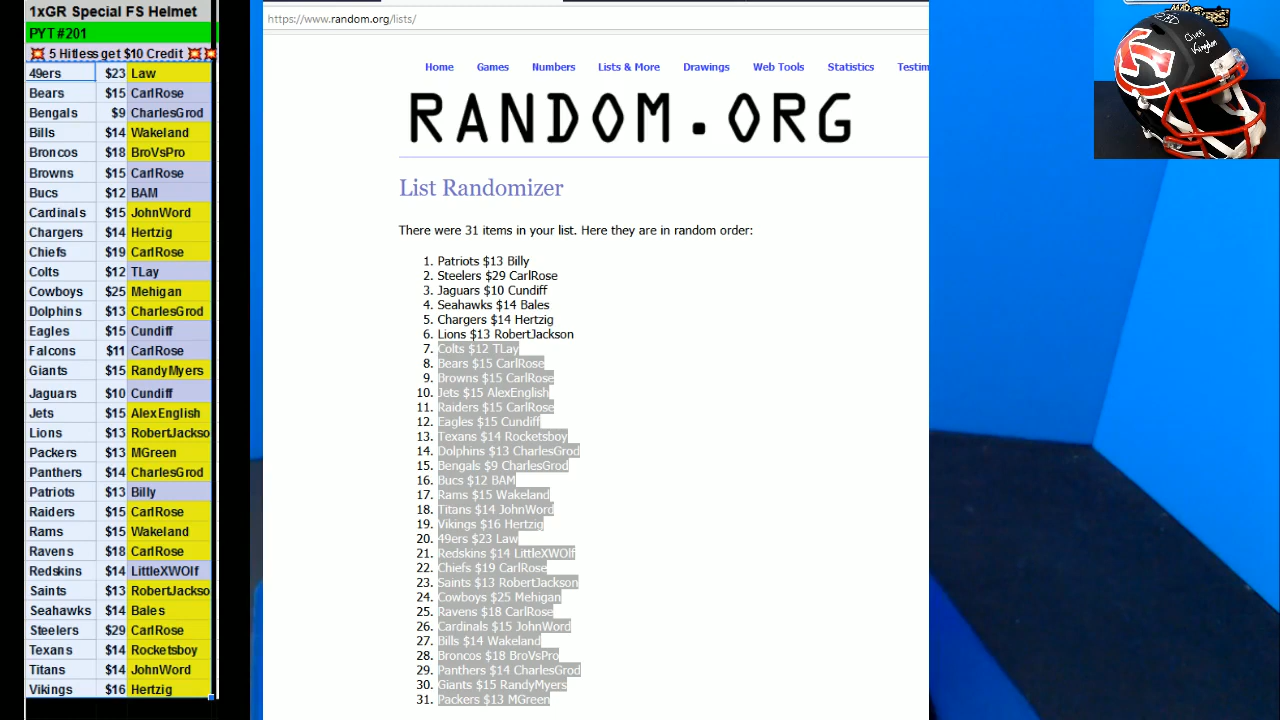 1xGR Special FS Helmet
PYT #201
💥 5 Hitless get $10 Credit 💥💥
49ers $23 Law
Bears $15 CarlRose
Bengals $9 CharlesGrod
Bills $14 Wakeland
Broncos $18 BroVsPro
Browns $15 CarlRose
Bucs $12 BAM
Cardinals $15 JohnWord
Chargers $14 Hertzig
Chiefs $19 CarlRose
Colts $12 TLay
Cowboys $25 Mehigan
Dolphins $13 CharlesGrod
Eagles $15 Cundiff
Falcons $11 CarlRose
Giants $15 RandyMyers
Jaguars $10 Cundiff
Jets $15 AlexEnglish
Lions $13 RobertJackso
Packers $13 MGreen
Panthers $14 CharlesGrod
Patriots $13 Billy
Raiders $15 CarlRose
Rams $15 Wakeland
Ravens $18 CarlRose
Redskins $14 LittleXWOlf
Saints $13 RobertJackso
Seahawks $14 Bales
Steelers $29 CarlRose
Texans $14 Rocketsboy
Titans $14 JohnWord
Vikings $16 Hertzig
https://www.random.org/lists/
Home Games Numbers Lists & More Drawings Web Tools Statistics Testim
RANDOM.ORG
List Randomizer
There were 31 items in your list. Here they are in random order:
1. Patriots $13 Billy
2. Steelers $29 CarlRose
3. Jaguars $10 Cundiff
4. Seahawks $14 Bales
5. Chargers $14 Hertzig
6. Lions $13 RobertJackson
7. Colts $12 TLay
8. Bears $15 CarlRose
9. Browns $15 CarlRose
10. Jets $15 AlexEnglish
11. Raiders $15 CarlRose
12. Eagles $15 Cundiff
13. Texans $14 Rocketsboy
14. Dolphins $13 CharlesGrod
15. Bengals $9 CharlesGrod
16. Bucs $12 BAM
17. Rams $15 Wakeland
18. Titans $14 JohnWord
19. Vikings $16 Hertzig
20. 49ers $23 Law
21. Redskins $14 LittleXWOlf
22. Chiefs $19 CarlRose
23. Saints $13 RobertJackson
24. Cowboys $25 Mehigan
25. Ravens $18 CarlRose
26. Cardinals $15 JohnWord
27. Bills $14 Wakeland
28. Broncos $18 BroVsPro
29. Panthers $14 CharlesGrod
30. Giants $15 RandyMyers
31. Packers $13 MGreen
Chiefs
Kingdom